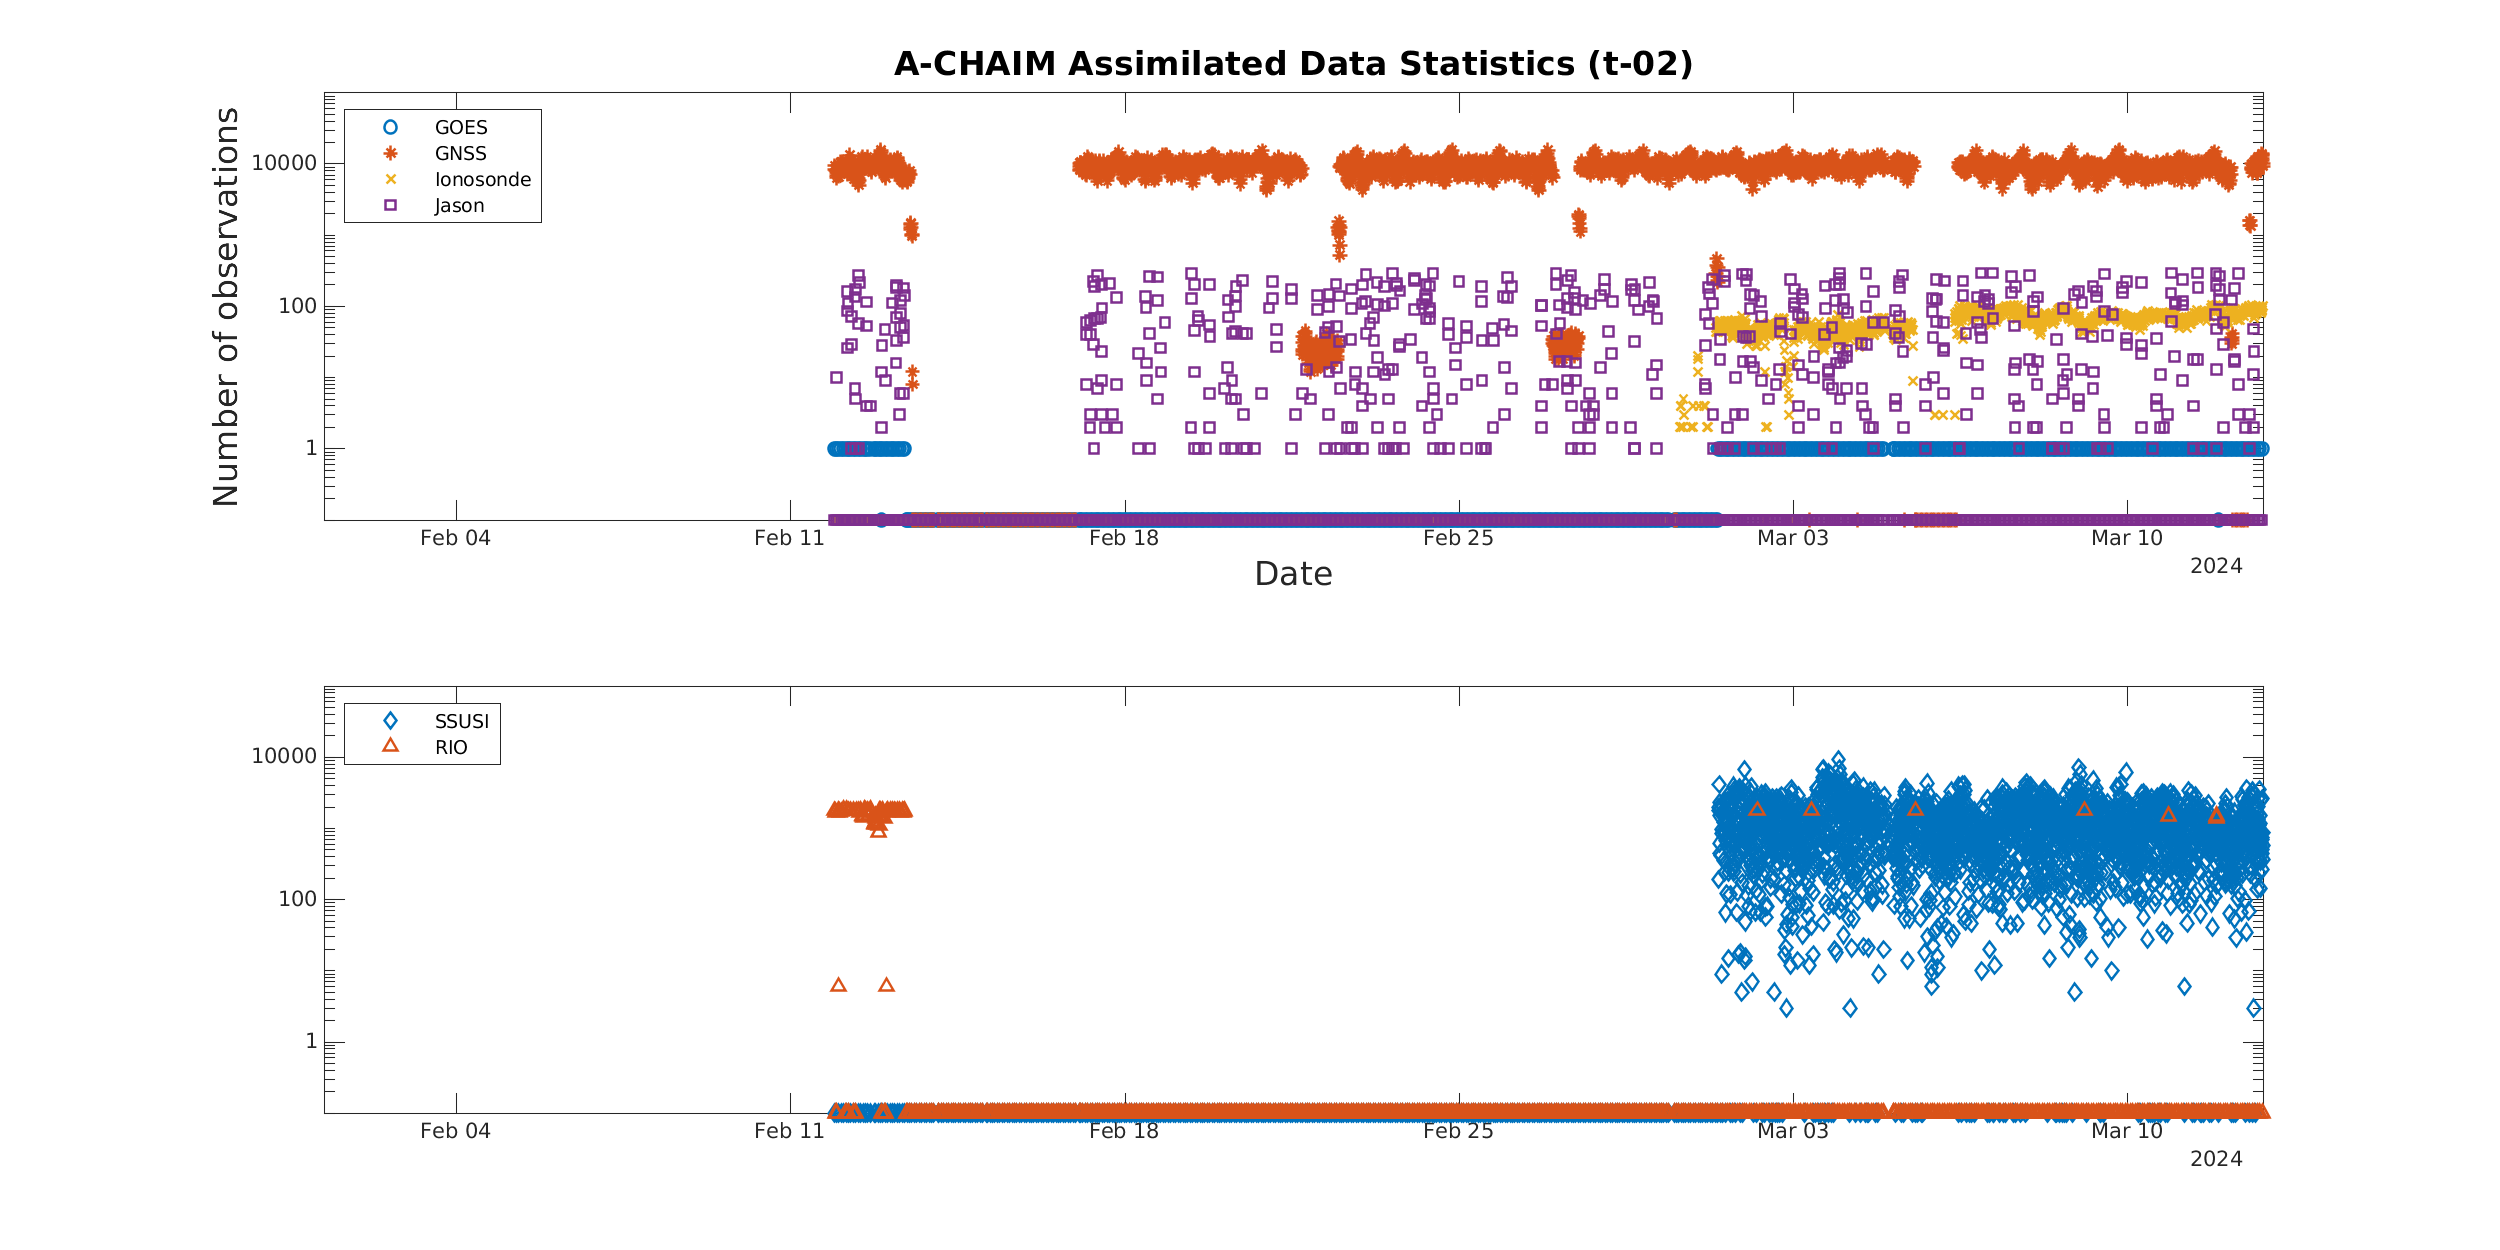 A-CHAIM Assimilated Data Statistics (t-02)
Number of observations
10000
100
1
GOES
GNSS
Ionosonde
Jason
Feb 04
Feb 11
Feb 18
Feb 25
Mar 03
Mar 10
2024
Date
10000
100
1
SSUSI
RIO
Feb 04
Feb 11
Feb 18
Feb 25
Mar 03
Mar 10
2024